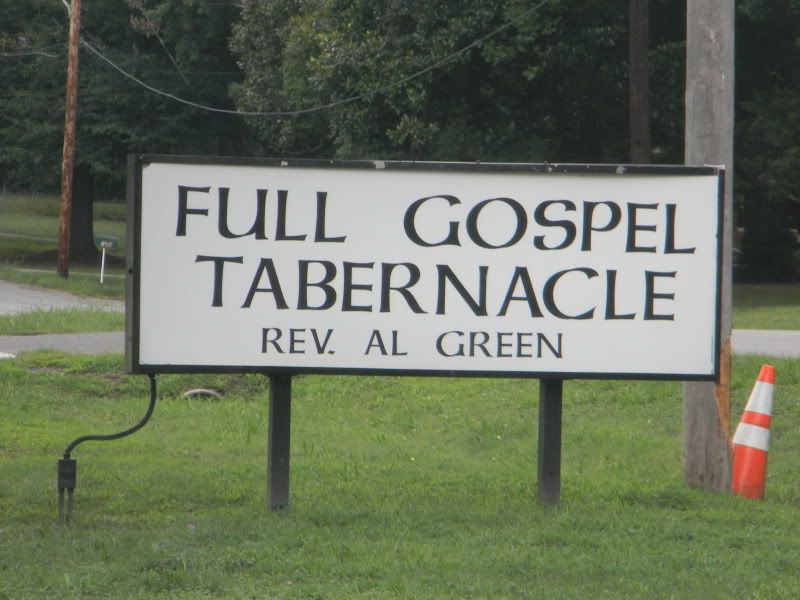 FULL GOSPEL
TABERNACLE
REV. AL GREEN